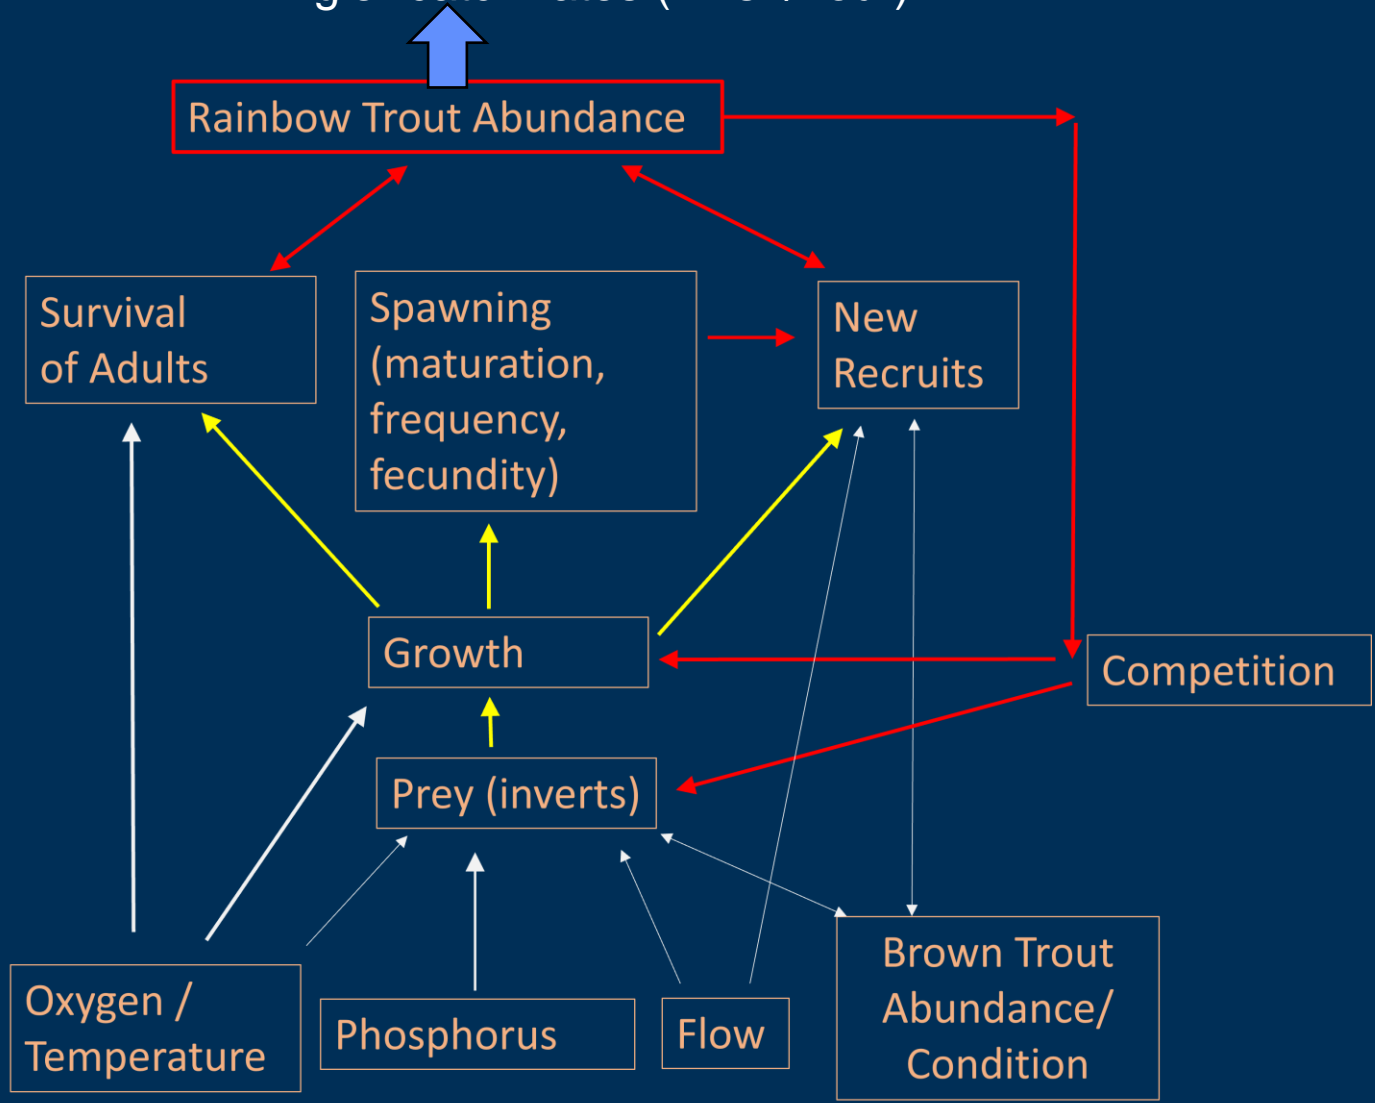 Rainbow Trout Abundance
Survival
of Adults
Spawning
(maturation,
frequency,
fecundity)
New
Recruits
Growth
Competition
Prey (inverts)
Oxygen /
Temperature
Phosphorus
Flow
Brown Trout
Abundance/
Condition